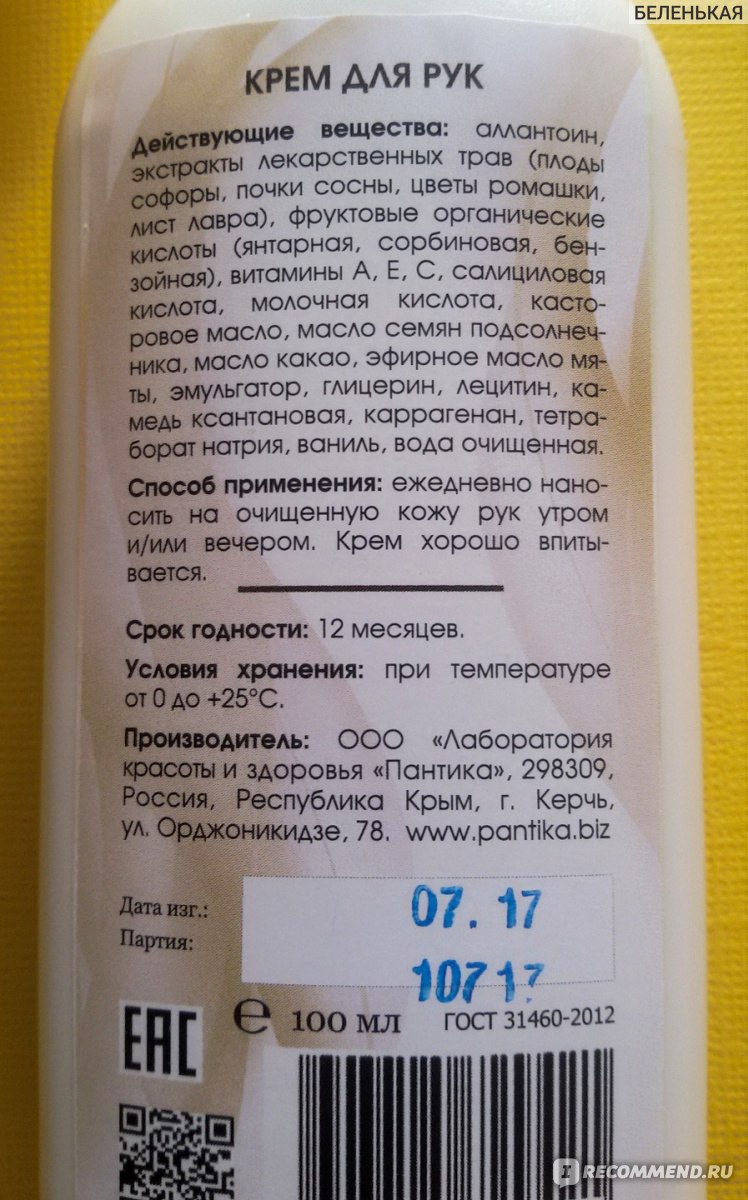 БЕЛЕНЬКАЯ
КРЕМ ДЛЯ РУК
Действующие вещества: аллантоин,
экстракты лекарственных трав (плоды
софоры, почки сосны, цветы ромашки,
лист лавра), фруктовые органические
кислоты (янтарная, сорбиновая, бен-
зойная), витамины А, Е, С, салициловая
кислота, молочная кислота, касто-
ровое масло, масло семян подсолнеч-
ника, масло какао, эфирное масло мя-
ты, эмульгатор, глицерин, лецитин, ка-
медь ксантановая, каррагенан, тетра-
борат натрия, ваниль, вода очищенная.
Способ применения: ежедневно нано-
сить на очищенную кожу рук утром
и/или вечером. Крем хорошо впиты-
вается.
Срок годности: 12 месяцев.
Условия хранения: при температуре
от 0 до +25°С.
Производитель: ООО «Лаборатория
красоты и здоровья «Пантика», 298309,
Россия, Республика Крым, г. Керчь,
ул. Орджоникидзе, 78. www.pantika.biz
Дата изг.: 07. 17
Партия: 10717
EAC ℮ 100 мл ГОСТ 31460-2012
IRECOMMEND.RU